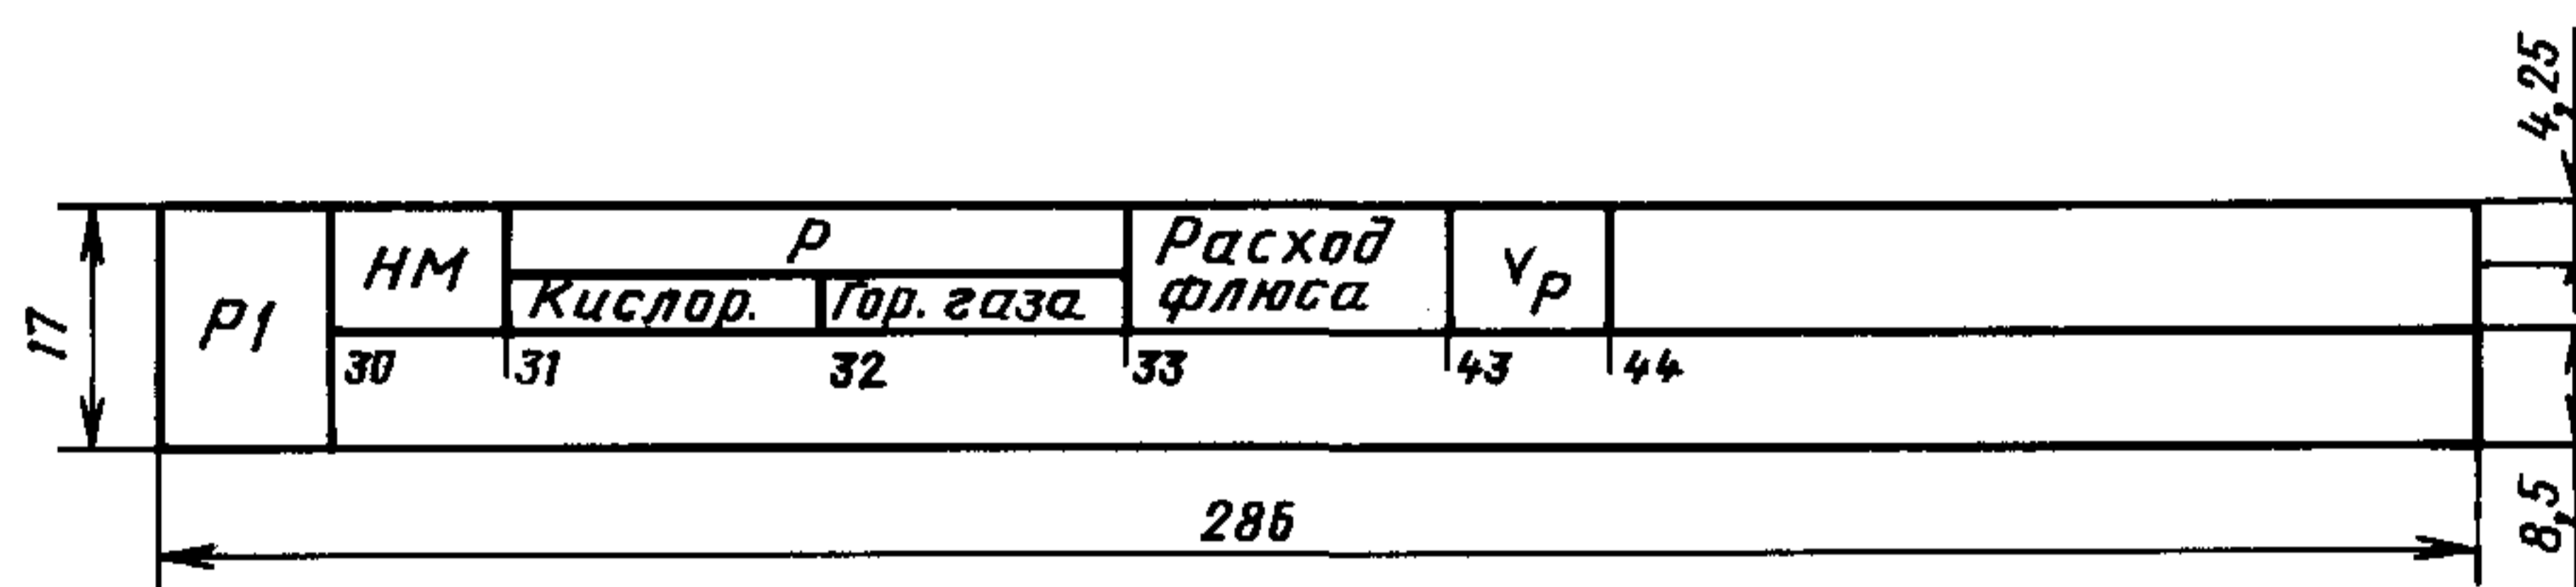 4,25
Р
Расход
НМ
флюса
vр
Кислор.
Гор. газа
Р1
17
30
31
32
33
43
44
286
8,5